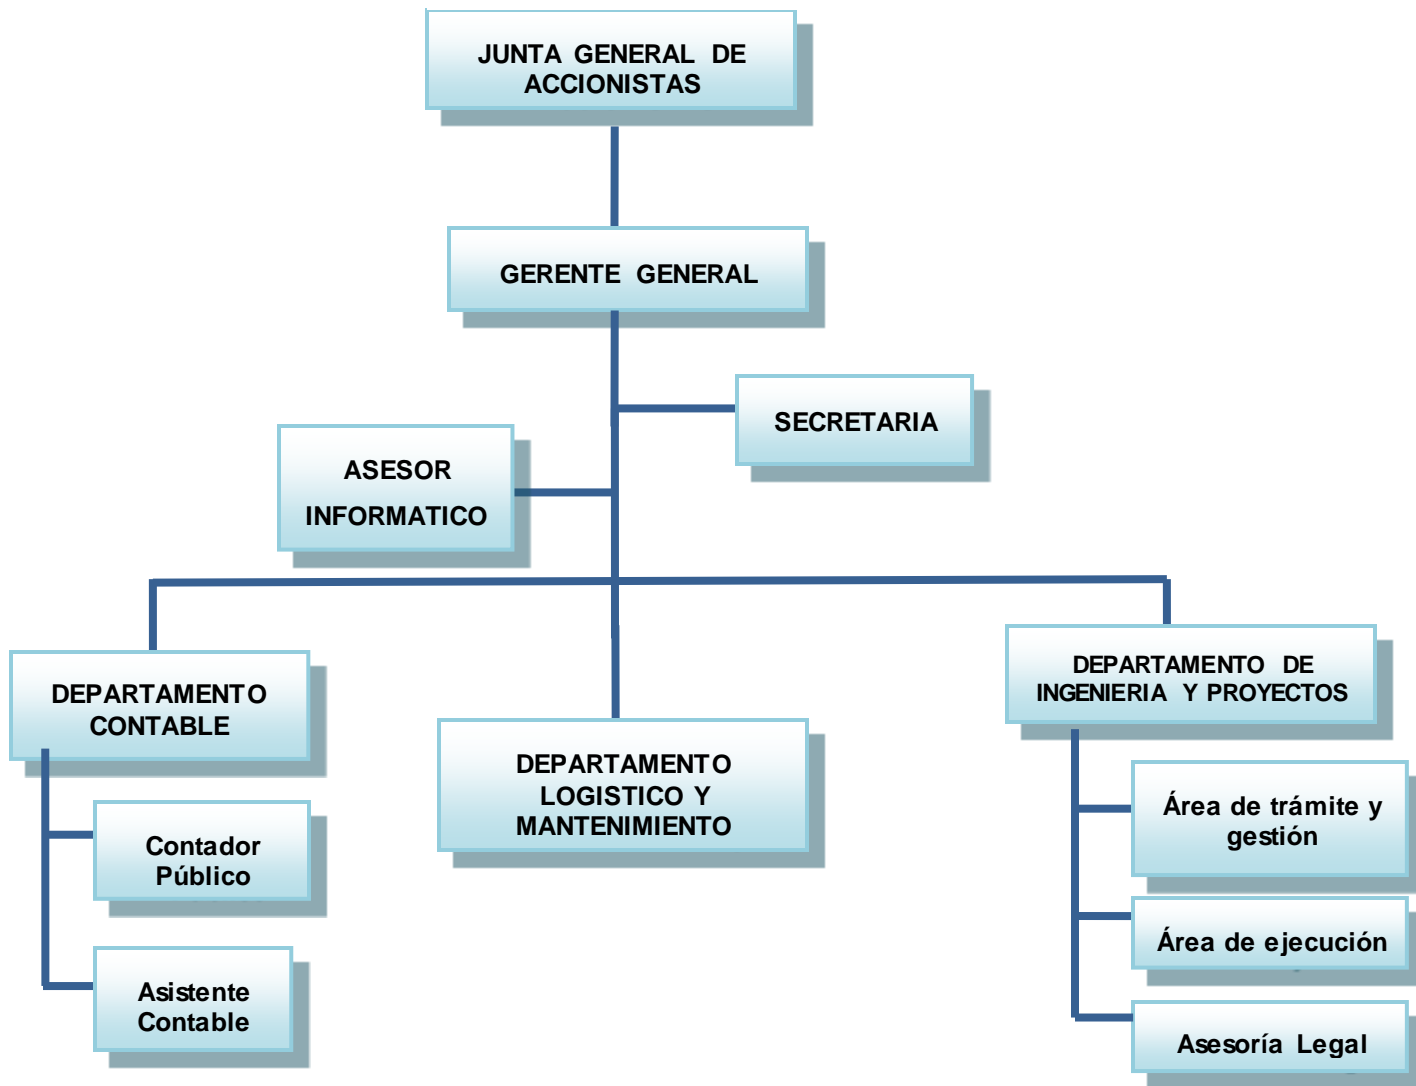 JUNTA GENERAL DE
ACCIONISTAS
GERENTE GENERAL
SECRETARIA
ASESOR
INFORMATICO
DEPARTAMENTO
CONTABLE
DEPARTAMENTO
LOGISTICO Y
MANTENIMIENTO
DEPARTAMENTO DE
INGENIERIA Y PROYECTOS
Contador
Público
Asistente
Contable
Área de trámite y
gestión
Área de ejecución
Asesoría Legal